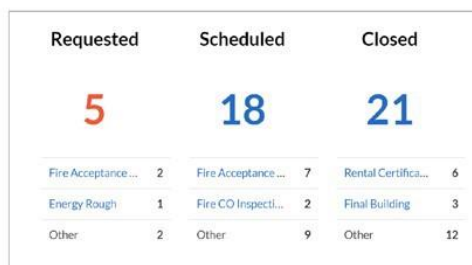 Requested Scheduled Closed
5 18 21
Fire Acceptance ... 2 Fire Acceptance ... 7 Rental Certifica... 6
Energy Rough 1 Fire CO Inspecti... 2 Final Building 3
Other 2 Other 9 Other 12